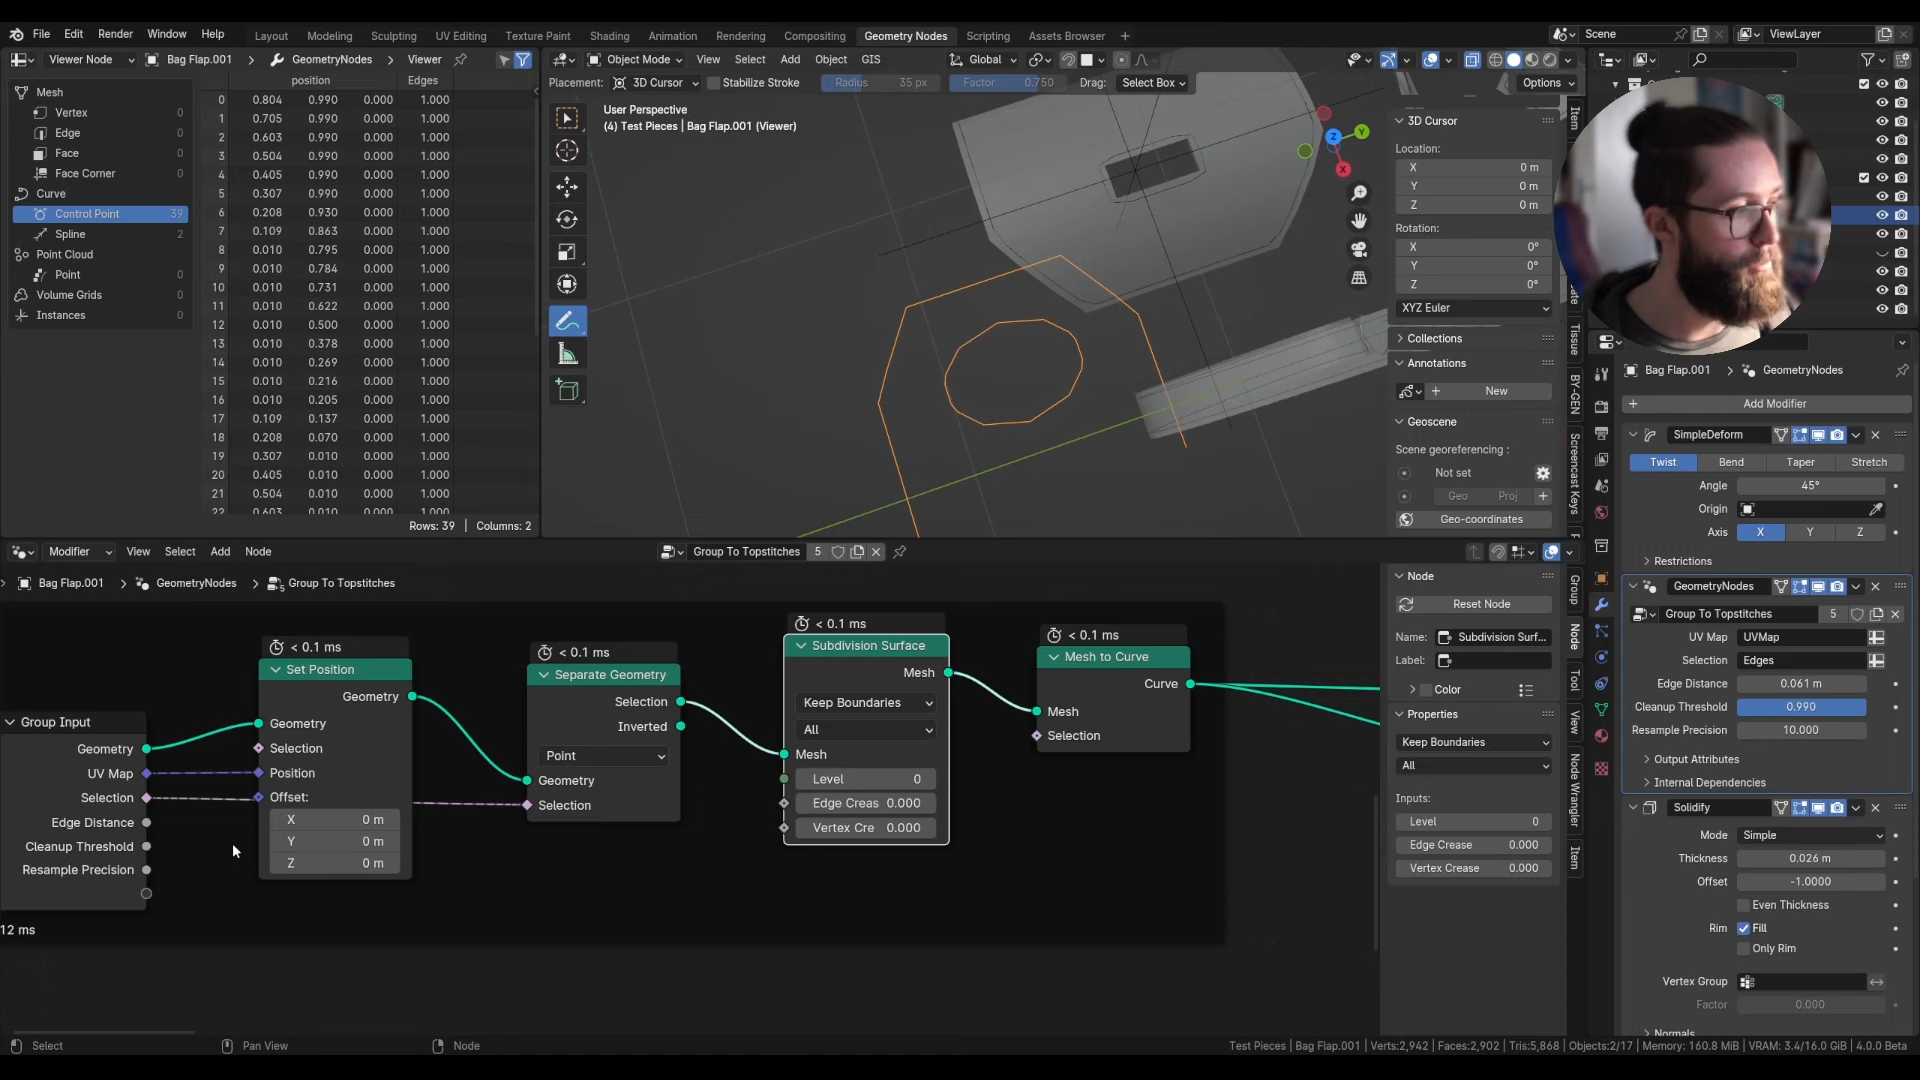 File Edit Render Window Help
Layout Modeling Sculpting UV Editing Texture Paint Shading Animation Rendering Compositing Geometry Nodes Scripting Assets Browser +
Scene ViewLayer
Viewer Node Bag Flap.001 > GeometryNodes > Viewer
Object Mode View Select Add Object GIS Global
Placement: 3D Cursor Stabilize Stroke Radius 35 px Factor 0.750 Drag: Select Box Options
position Edges
Mesh
Vertex 0
Edge 0
Face 0
Face Corner 0
Curve
Control Point 39
Spline 2
Point Cloud
Point 0
Volume Grids 0
Instances 0
0 0.804 0.990 0.000 1.000
1 0.705 0.990 0.000 1.000
2 0.603 0.990 0.000 1.000
3 0.504 0.990 0.000 1.000
4 0.405 0.990 0.000 1.000
5 0.307 0.990 0.000 1.000
6 0.208 0.930 0.000 1.000
7 0.109 0.863 0.000 1.000
8 0.010 0.795 0.000 1.000
9 0.010 0.784 0.000 1.000
10 0.010 0.731 0.000 1.000
11 0.010 0.622 0.000 1.000
12 0.010 0.500 0.000 1.000
13 0.010 0.378 0.000 1.000
14 0.010 0.269 0.000 1.000
15 0.010 0.216 0.000 1.000
16 0.010 0.205 0.000 1.000
17 0.109 0.137 0.000 1.000
18 0.208 0.070 0.000 1.000
19 0.307 0.010 0.000 1.000
20 0.405 0.010 0.000 1.000
21 0.504 0.010 0.000 1.000
22 0.603 0.010 0.000 1.000
Rows: 39 | Columns: 2
User Perspective
(4) Test Pieces | Bag Flap.001 (Viewer)
Z Y X
3D Cursor
Location:
X 0 m
Y 0 m
Z 0 m
Rotation:
X 0°
Y 0°
Z 0°
XYZ Euler
Collections
Annotations
+ New
Geoscene
Scene georeferencing :
Not set
Geo Proj +
Geo-coordinates
Item
Tissue
BY-GEN
Screencast Keys
Bag Flap.001 > GeometryNodes
+ Add Modifier
SimpleDeform
Twist Bend Taper Stretch
Angle 45°
Origin
Axis X Y Z
Restrictions
GeometryNodes
Group To Topstitches 5
UV Map UVMap
Selection Edges
Edge Distance 0.061 m
Cleanup Threshold 0.990
Resample Precision 10.000
Output Attributes
Internal Dependencies
Solidify
Mode Simple
Thickness 0.026 m
Offset -1.0000
Even Thickness
Rim Fill
Only Rim
Vertex Group
Factor 0.000
Normals
Modifier View Select Add Node Group To Topstitches 5
Bag Flap.001 > GeometryNodes > Group To Topstitches
Group Input
Geometry
UV Map
Selection
Edge Distance
Cleanup Threshold
Resample Precision
12 ms
< 0.1 ms
Set Position
Geometry
Geometry
Selection
Position
Offset:
X 0 m
Y 0 m
Z 0 m
< 0.1 ms
Separate Geometry
Selection
Inverted
Point
Geometry
Selection
< 0.1 ms
Subdivision Surface
Mesh
Keep Boundaries
All
Mesh
Level 0
Edge Creas 0.000
Vertex Cre 0.000
< 0.1 ms
Mesh to Curve
Curve
Mesh
Selection
Node
Reset Node
Name: Subdivision Surf...
Label:
Color
Properties
Keep Boundaries
All
Inputs:
Level 0
Edge Crease 0.000
Vertex Crease 0.000
Group
Node
Tool
View
Node Wrangler
Item
Select Pan View Node
Test Pieces | Bag Flap.001 | Verts:2,942 | Faces:2,902 | Tris:5,868 | Objects:2/17 | Memory: 160.8 MiB | VRAM: 3.4/16.0 GiB | 4.0.0 Beta